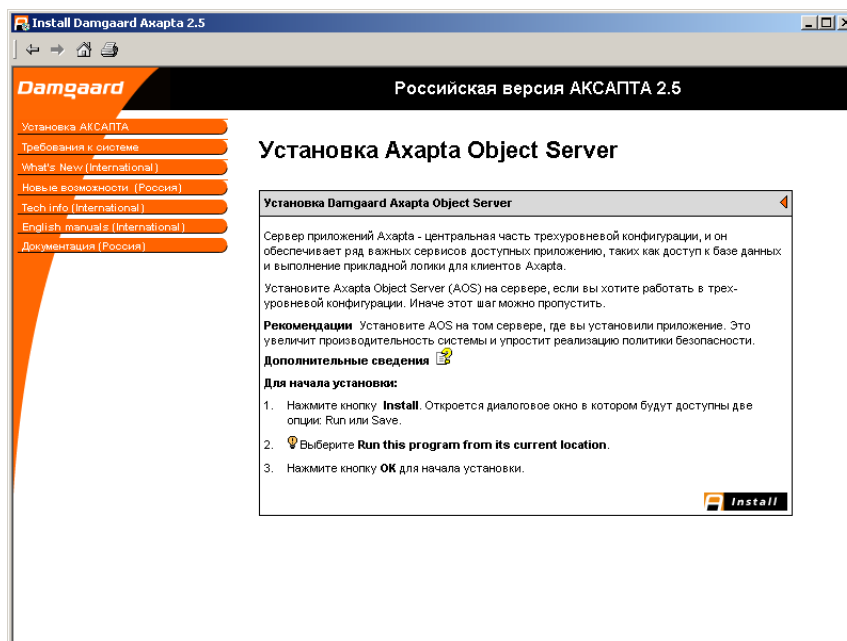 Install Damgaard Axapta 2.5
Damgaard
Российская версия АКСАПТА 2.5
Установка АКСАПТА
Требования к системе
What's New (International)
Новые возможности (Россия)
Tech info (International)
English manuals (International)
Документация (Россия)
Установка Axapta Object Server
Установка Damgaard Axapta Object Server
Сервер приложений Axapta - центральная часть трехуровневой конфигурации, и он
обеспечивает ряд важных сервисов доступных приложению, таких как доступ к базе данных
и выполнение прикладной логики для клиентов Axapta.
Установите Axapta Object Server (AOS) на сервере, если вы хотите работать в трех-
уровневой конфигурации. Иначе этот шаг можно пропустить.
Рекомендации Установите AOS на том сервере, где вы установили приложение. Это
увеличит производительность системы и упростит реализацию политики безопасности.
Дополнительные сведения
Для начала установки:
1. Нажмите кнопку Install. Откроется диалоговое окно в котором будут доступны две
опции: Run или Save.
2. Выберите Run this program from its current location.
3. Нажмите кнопку OK для начала установки.
Install